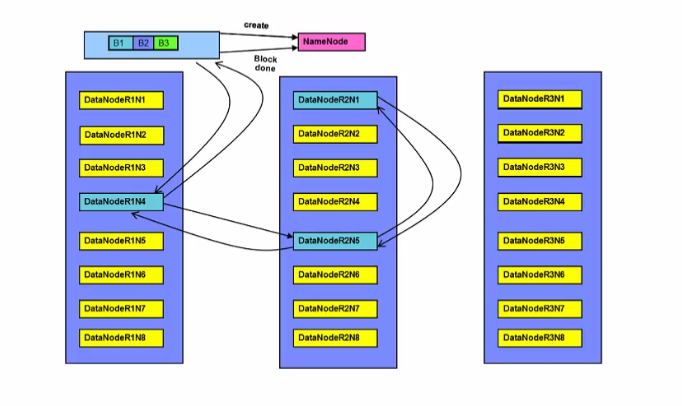 create
B1 B2 B3
NameNode
Block
done
DataNodeR1N1
DataNodeR1N2
DataNodeR1N3
DataNodeR1N4
DataNodeR1N5
DataNodeR1N6
DataNodeR1N7
DataNodeR1N8
DataNodeR2N1
DataNodeR2N2
DataNodeR2N3
DataNodeR2N4
DataNodeR2N5
DataNodeR2N6
DataNodeR2N7
DataNodeR2N8
DataNodeR3N1
DataNodeR3N2
DataNodeR3N3
DataNodeR3N4
DataNodeR3N5
DataNodeR3N6
DataNodeR3N7
DataNodeR3N8